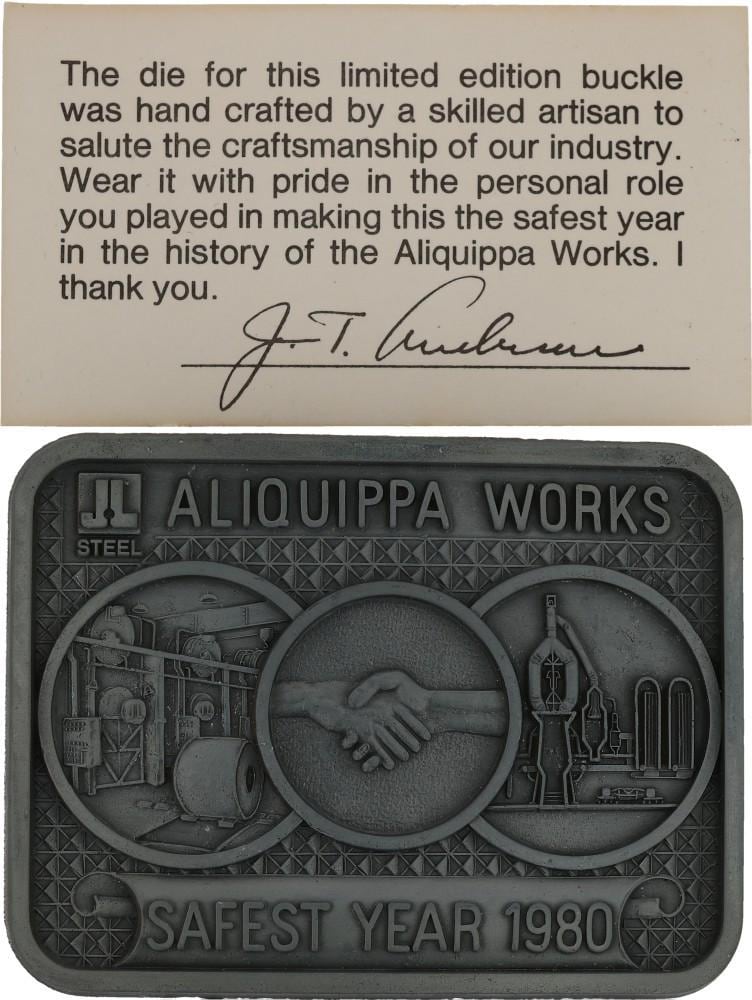 The die for this limited edition buckle
was hand crafted by a skilled artisan to
salute the craftsmanship of our industry.
Wear it with pride in the personal role
you played in making this the safest year
in the history of the Aliquippa Works. I
thank you.
J. T. Anderson
JL
STEEL
ALIQUIPPA WORKS
SAFEST YEAR 1980